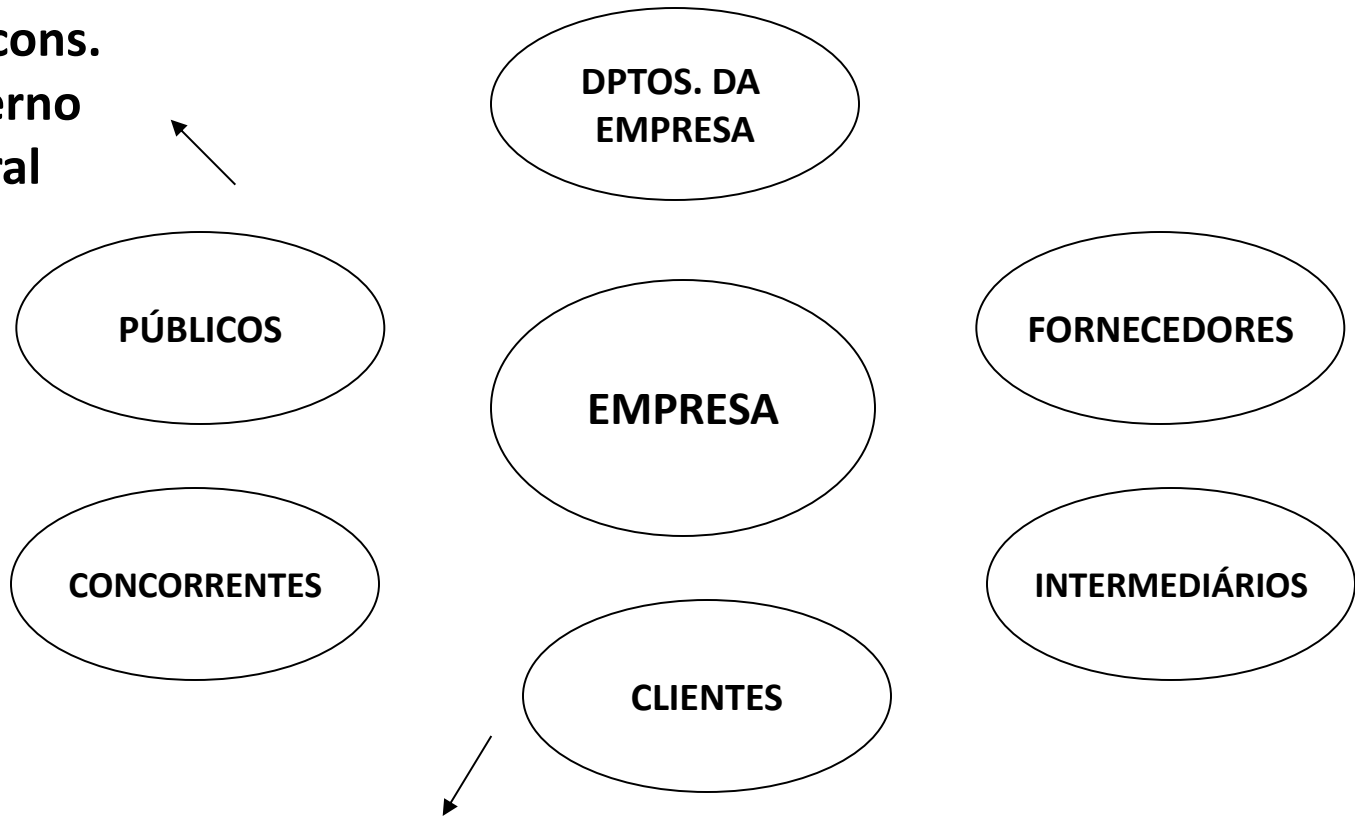 cons.
erno
ral
DPTOS. DA
EMPRESA
PÚBLICOS
FORNECEDORES
EMPRESA
CONCORRENTES
INTERMEDIÁRIOS
CLIENTES